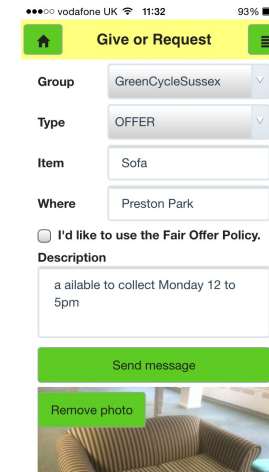 ●●●○○ vodafone UK 11:32 93%
Give or Request
Group GreenCycleSussex
Type OFFER
Item Sofa
Where Preston Park
I'd like to use the Fair Offer Policy.
Description
a ailable to collect Monday 12 to
5pm
Send message
Remove photo